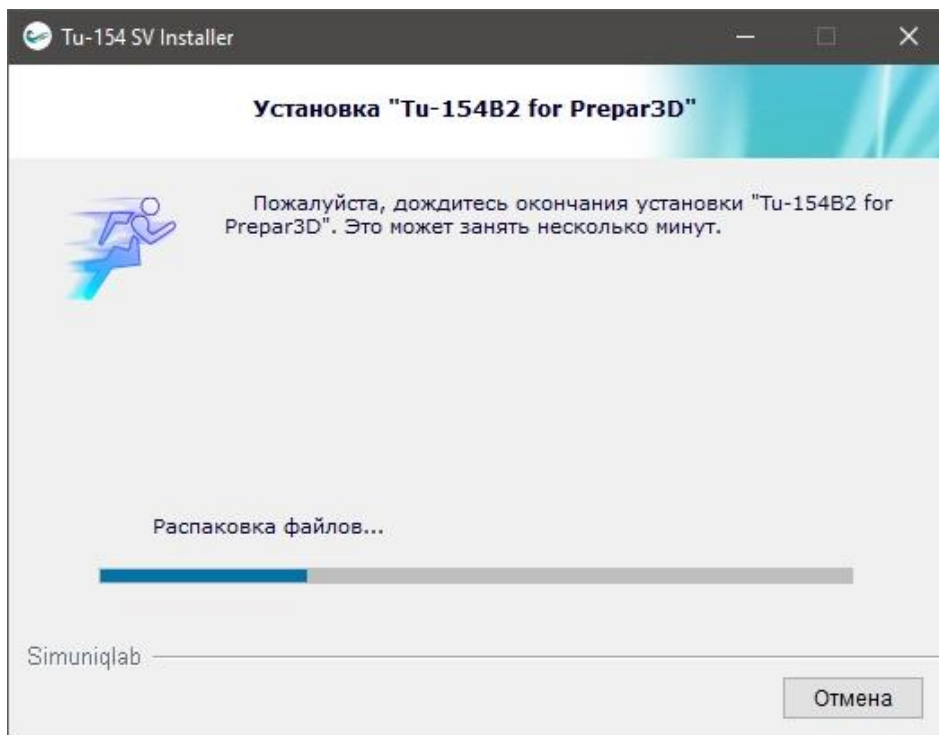 Tu-154 SV Installer
Установка "Tu-154B2 for Prepar3D"
Пожалуйста, дождитесь окончания установки "Tu-154B2 for
Prepar3D". Это может занять несколько минут.
Распаковка файлов...
Simuniqlab
Отмена